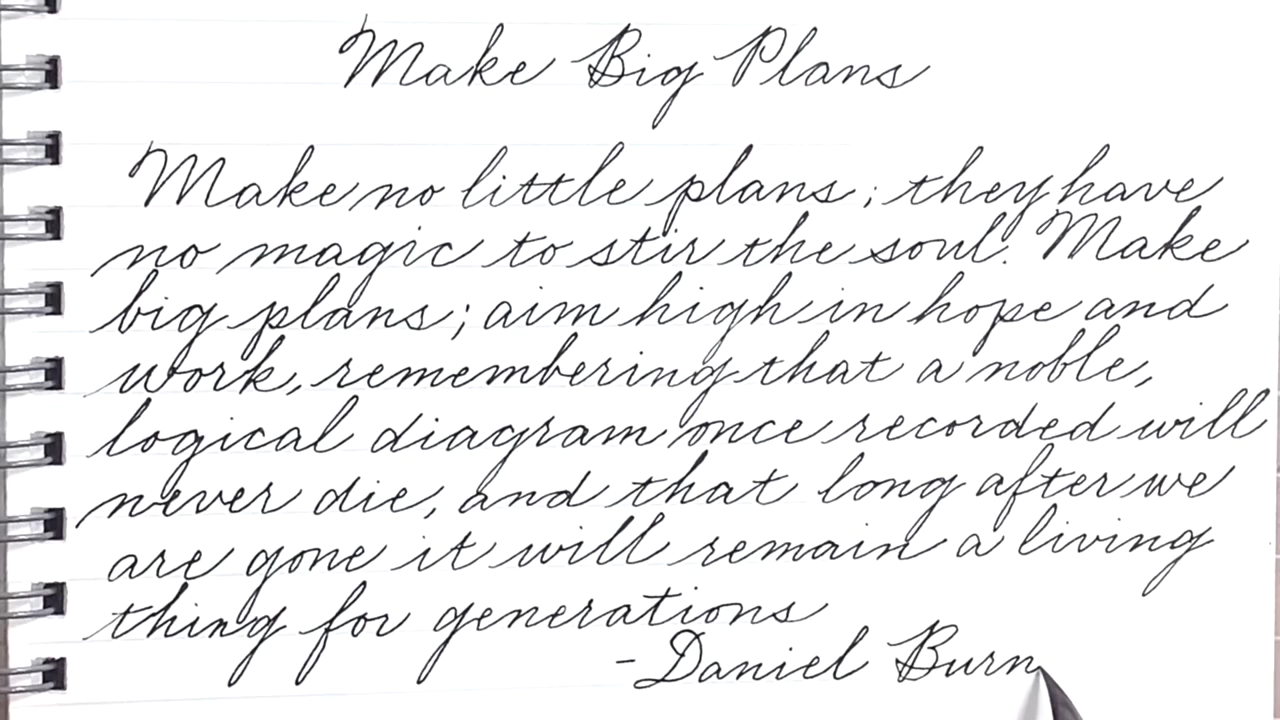 Make Big Plans
Make no little plans; they have
no magic to stir the soul. Make
big plans; aim high in hope and
work, remembering that a noble,
logical diagram once recorded will
never die, and that long after we
are gone it will remain a living
thing for generations
- Daniel Burn